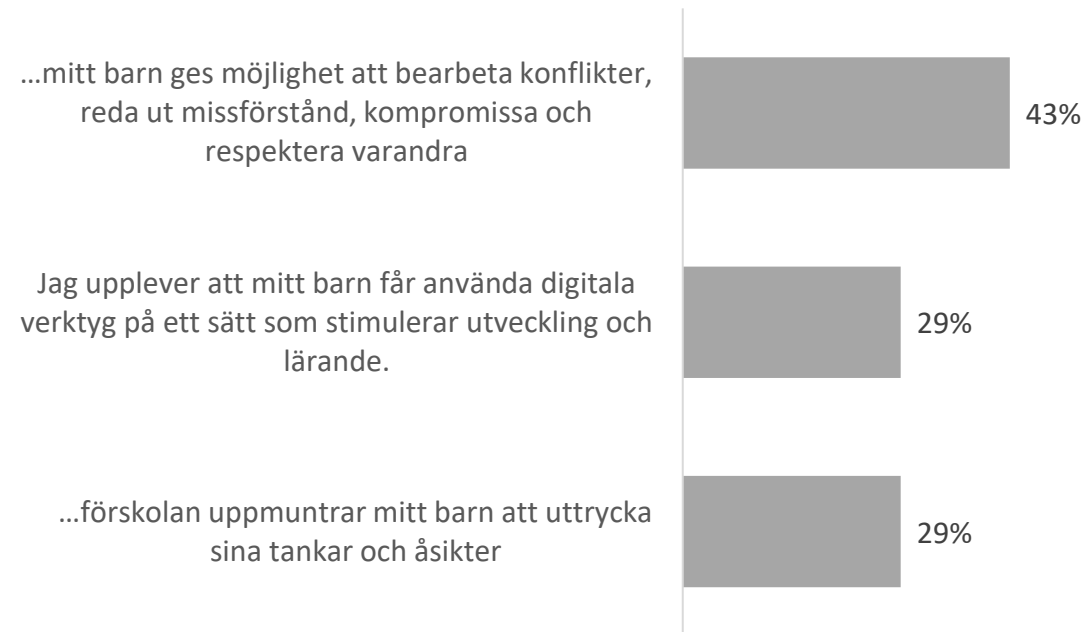 ...mitt barn ges möjlighet att bearbeta konflikter,
reda ut missförstånd, kompromissa och
respektera varandra
43%
Jag upplever att mitt barn får använda digitala
verktyg på ett sätt som stimulerar utveckling och
lärande.
29%
...förskolan uppmuntrar mitt barn att uttrycka
sina tankar och åsikter
29%